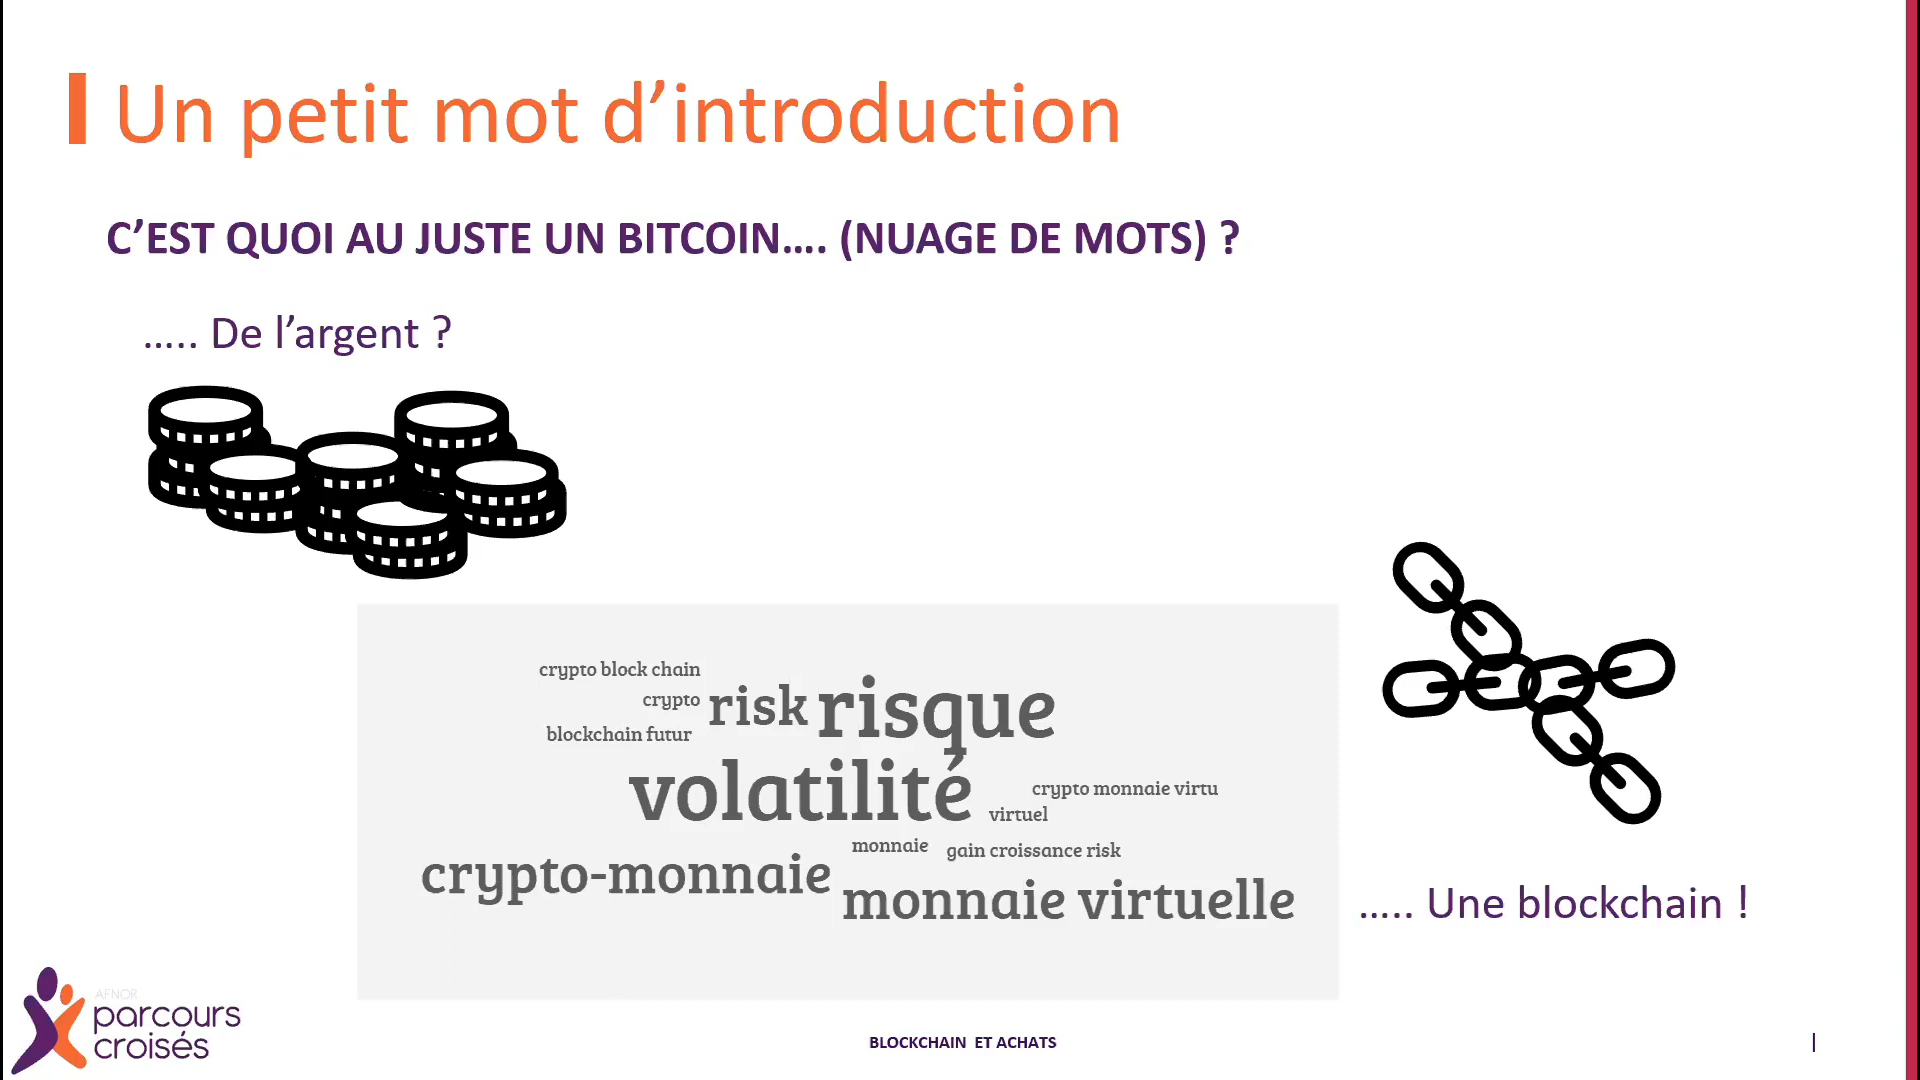 Un petit mot d’introduction
C’EST QUOI AU JUSTE UN BITCOIN…. (NUAGE DE MOTS) ?
….. De l’argent ?
crypto block chain
crypto
risk
risque
blockchain futur
volatilité
crypto monnaie virtu
virtuel
monnaie
gain croissance risk
crypto-monnaie
monnaie virtuelle
….. Une blockchain !
AFNOR
parcours
croisés
BLOCKCHAIN ET ACHATS
|